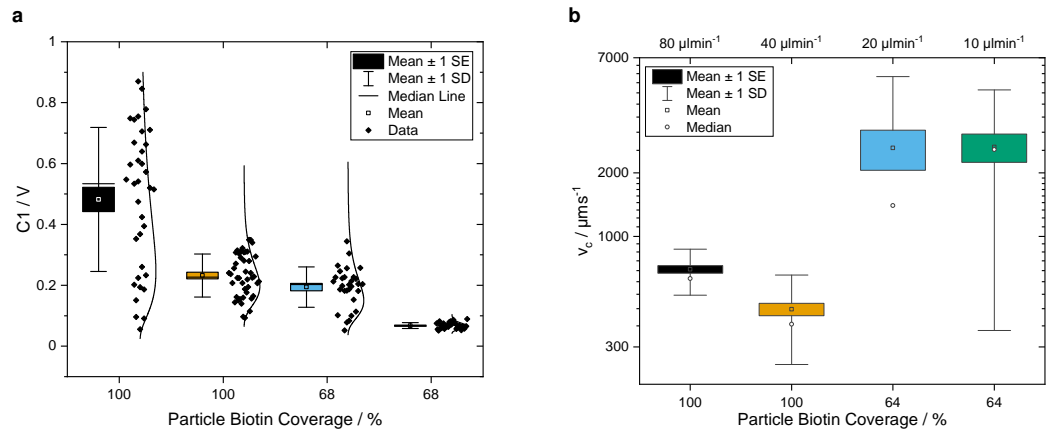 a
1
0.8
0.6
0.4
0.2
0
C1 / V
Mean ± 1 SE
Mean ± 1 SD
Median Line
Mean
Data
100
100
68
68
Particle Biotin Coverage / %
b
80 µlmin-1
40 µlmin-1
20 µlmin-1
10 µlmin-1
7000
2000
1000
300
vc / µms-1
Mean ± 1 SE
Mean ± 1 SD
Mean
Median
100
100
64
64
Particle Biotin Coverage / %